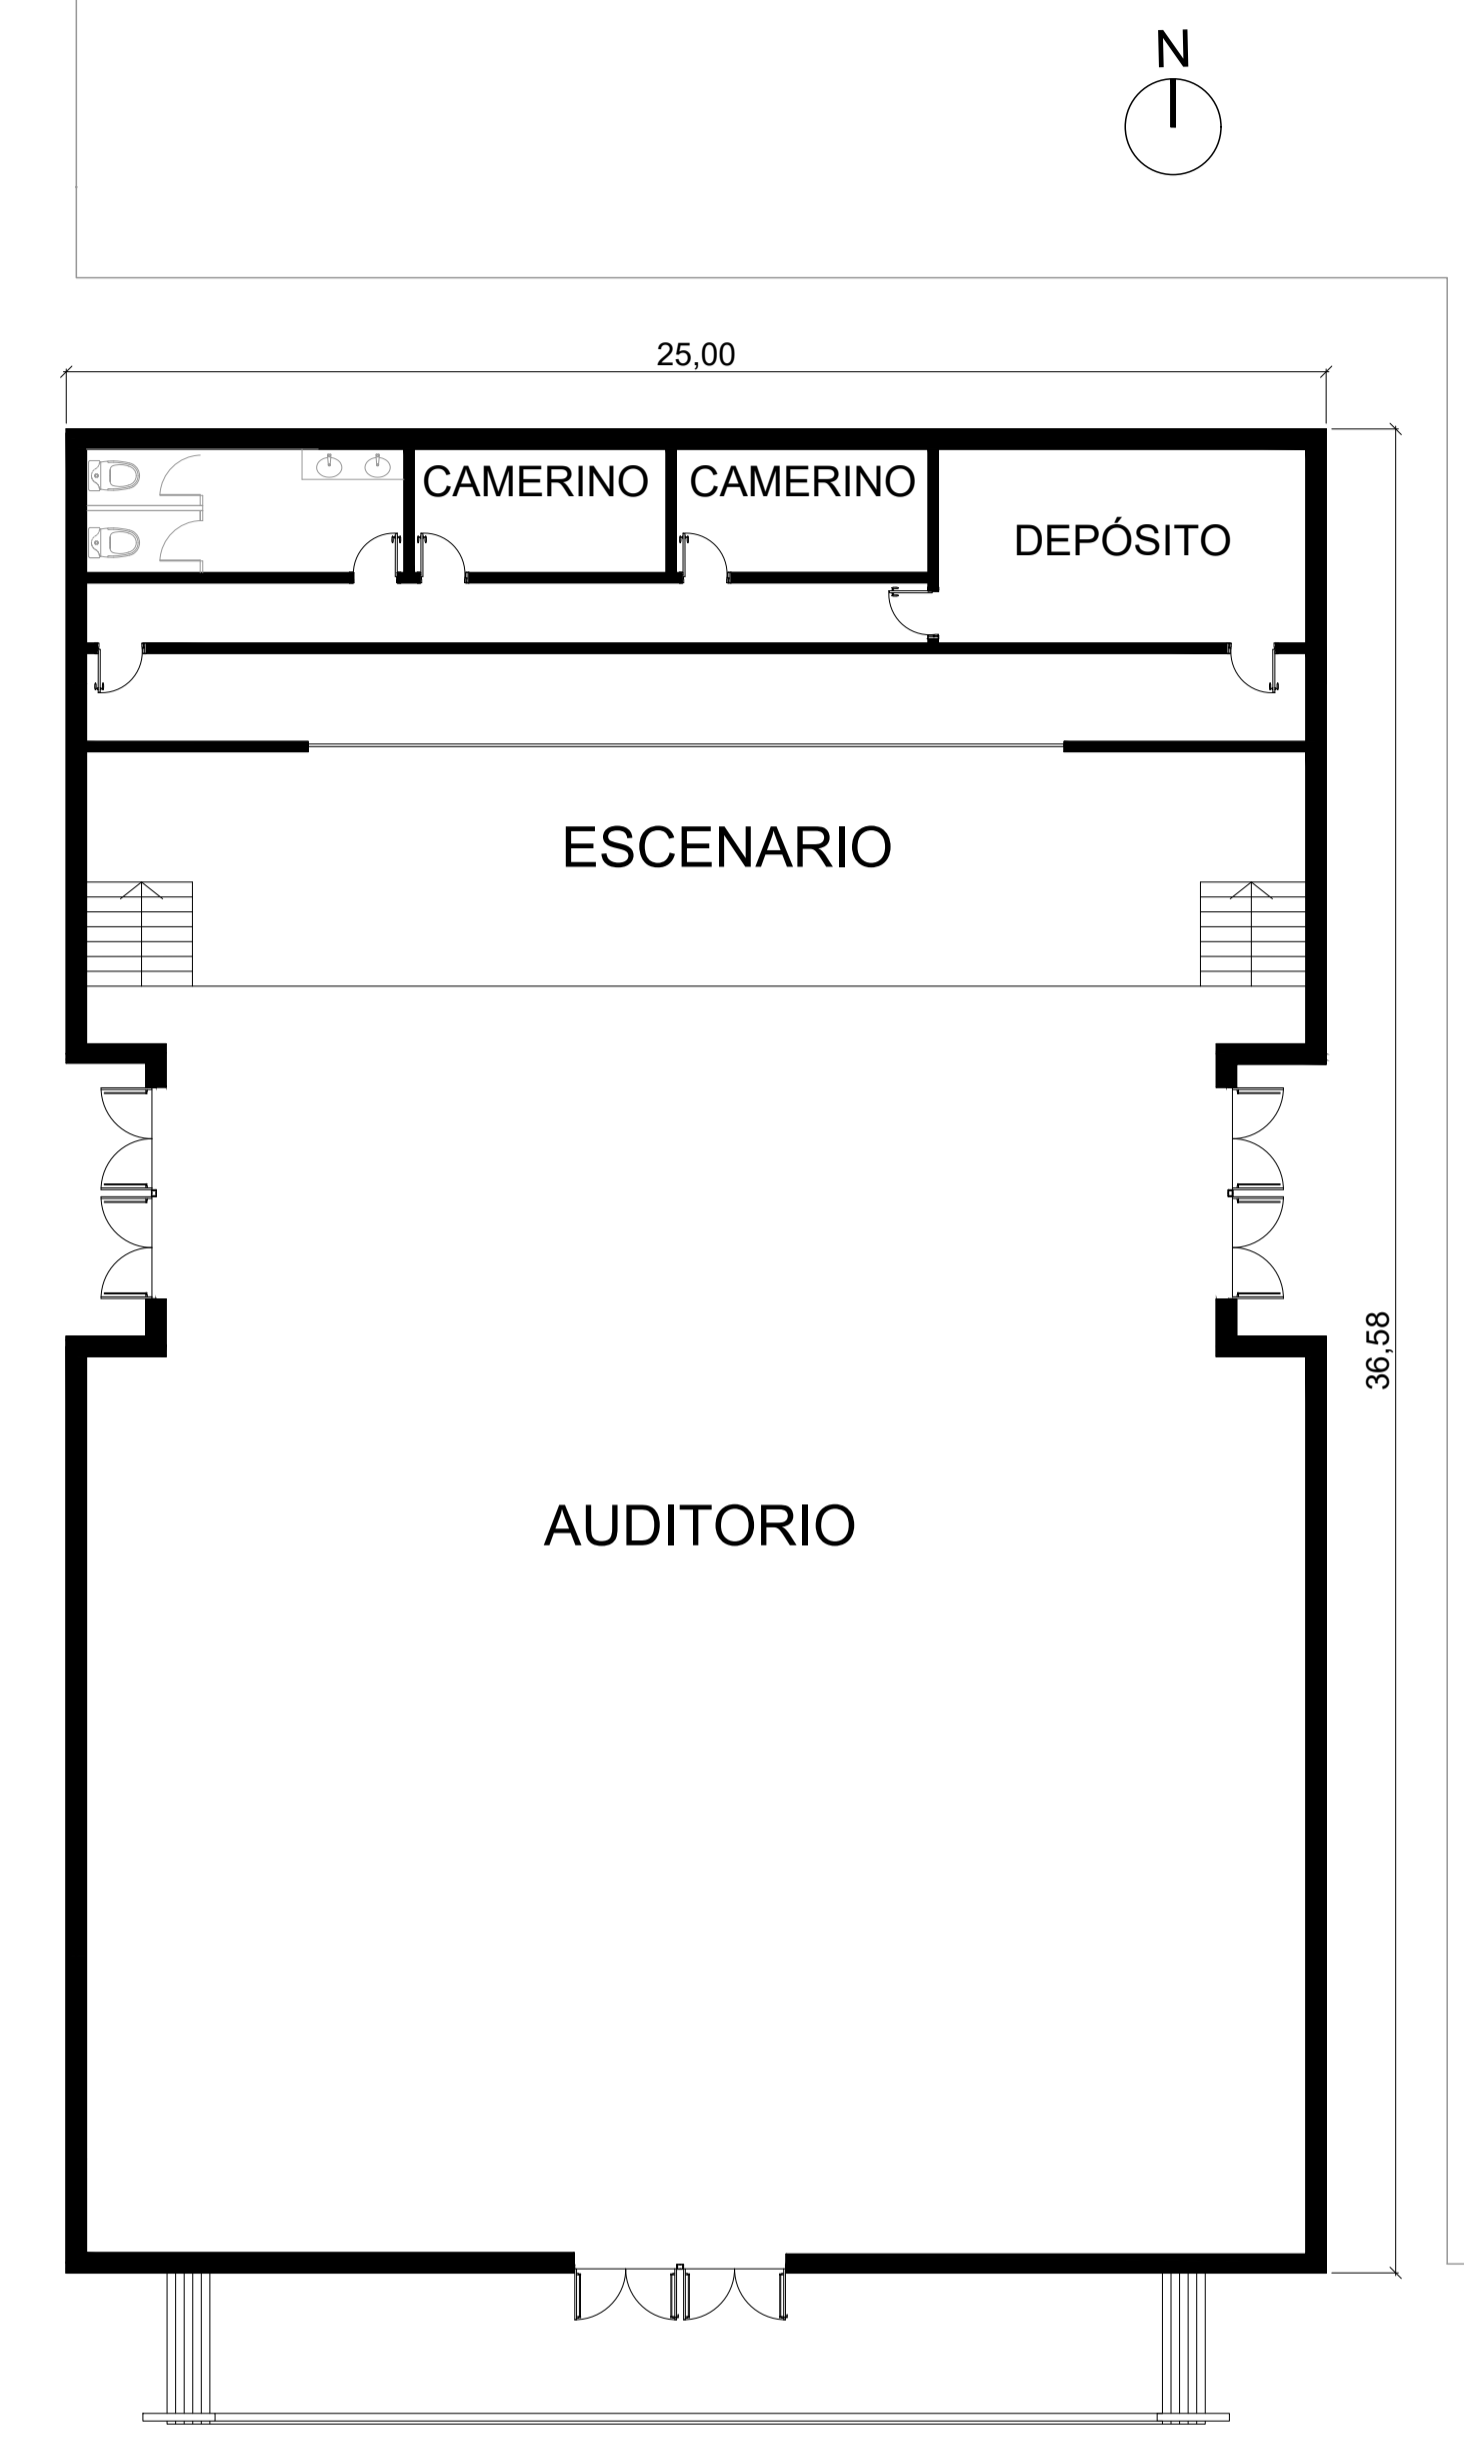 N
25,00
CAMERINO
CAMERINO
DEPÓSITO
ESCENARIO
36,58
AUDITORIO